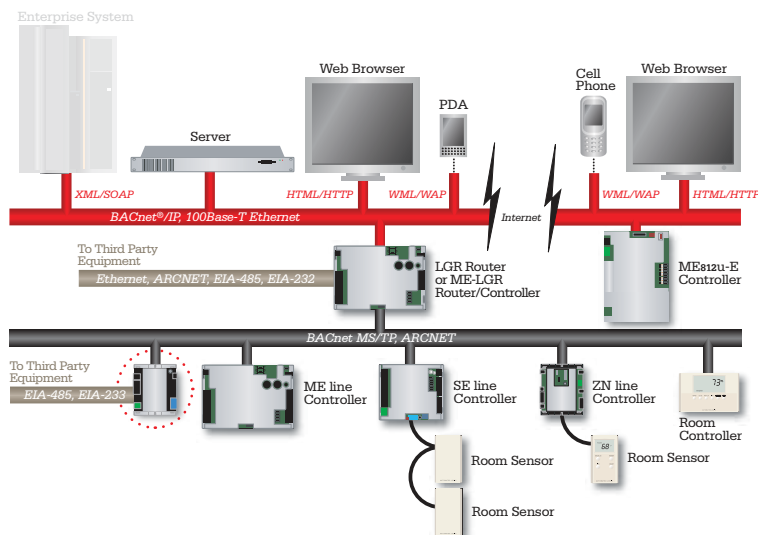 Enterprise System
Server
Web Browser
PDA
Cell
Phone
Web Browser
XML/SOAP
HTML/HTTP
WML/WAP
WML/WAP
HTML/HTTP
BACnet®/IP, 100Base-T Ethernet
Internet
To Third Party
Equipment
Ethernet, ARCNET, EIA-485, EIA-232
LGR Router
or ME-LGR
Router/Controller
ME812u-E
Controller
BACnet MS/TP, ARCNET
To Third Party
Equipment
EIA-485, EIA-233
ME line
Controller
SE line
Controller
ZN line
Controller
73°
Room
Controller
Room Sensor
68
Room Sensor
Room Sensor